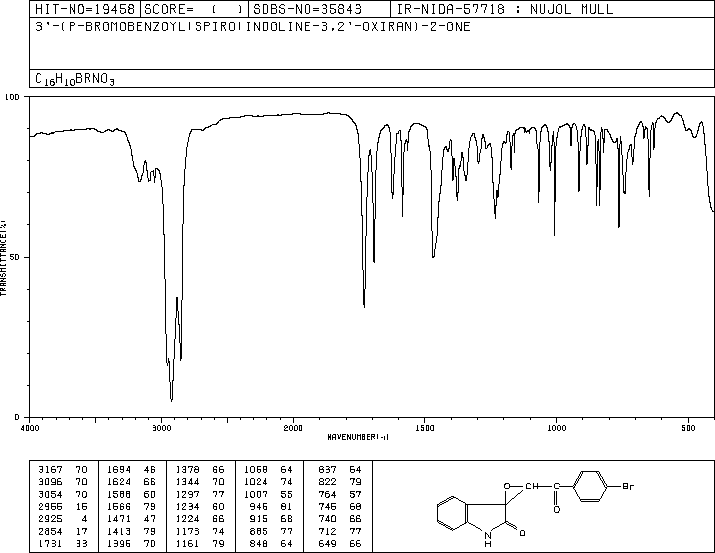 HIT-NO=19458 SCORE= ( ) SDBS-NO=35843 IR-NIDA-57718 : NUJOL MULL
3'-(P-BROMOBENZOYL)SPIRO(INDOLINE-3,2'-OXIRAN)-2-ONE
C16H10BRNO3
100
50
0
TRANSMITTANCE(%)
4000 3000 2000 1500 1000 500
WAVENUMBER(-1)
3167 70 1694 46 1378 66 1068 64 837 64
3096 70 1624 66 1344 70 1024 74 822 79
3054 70 1588 60 1297 77 1007 55 764 57
2955 16 1566 79 1234 60 946 81 745 68
2925 4 1471 47 1224 66 915 68 740 66
2854 17 1413 79 1173 74 885 77 712 77
1731 33 1395 70 1161 79 848 64 649 66
O CH C Br
O
N
H
O